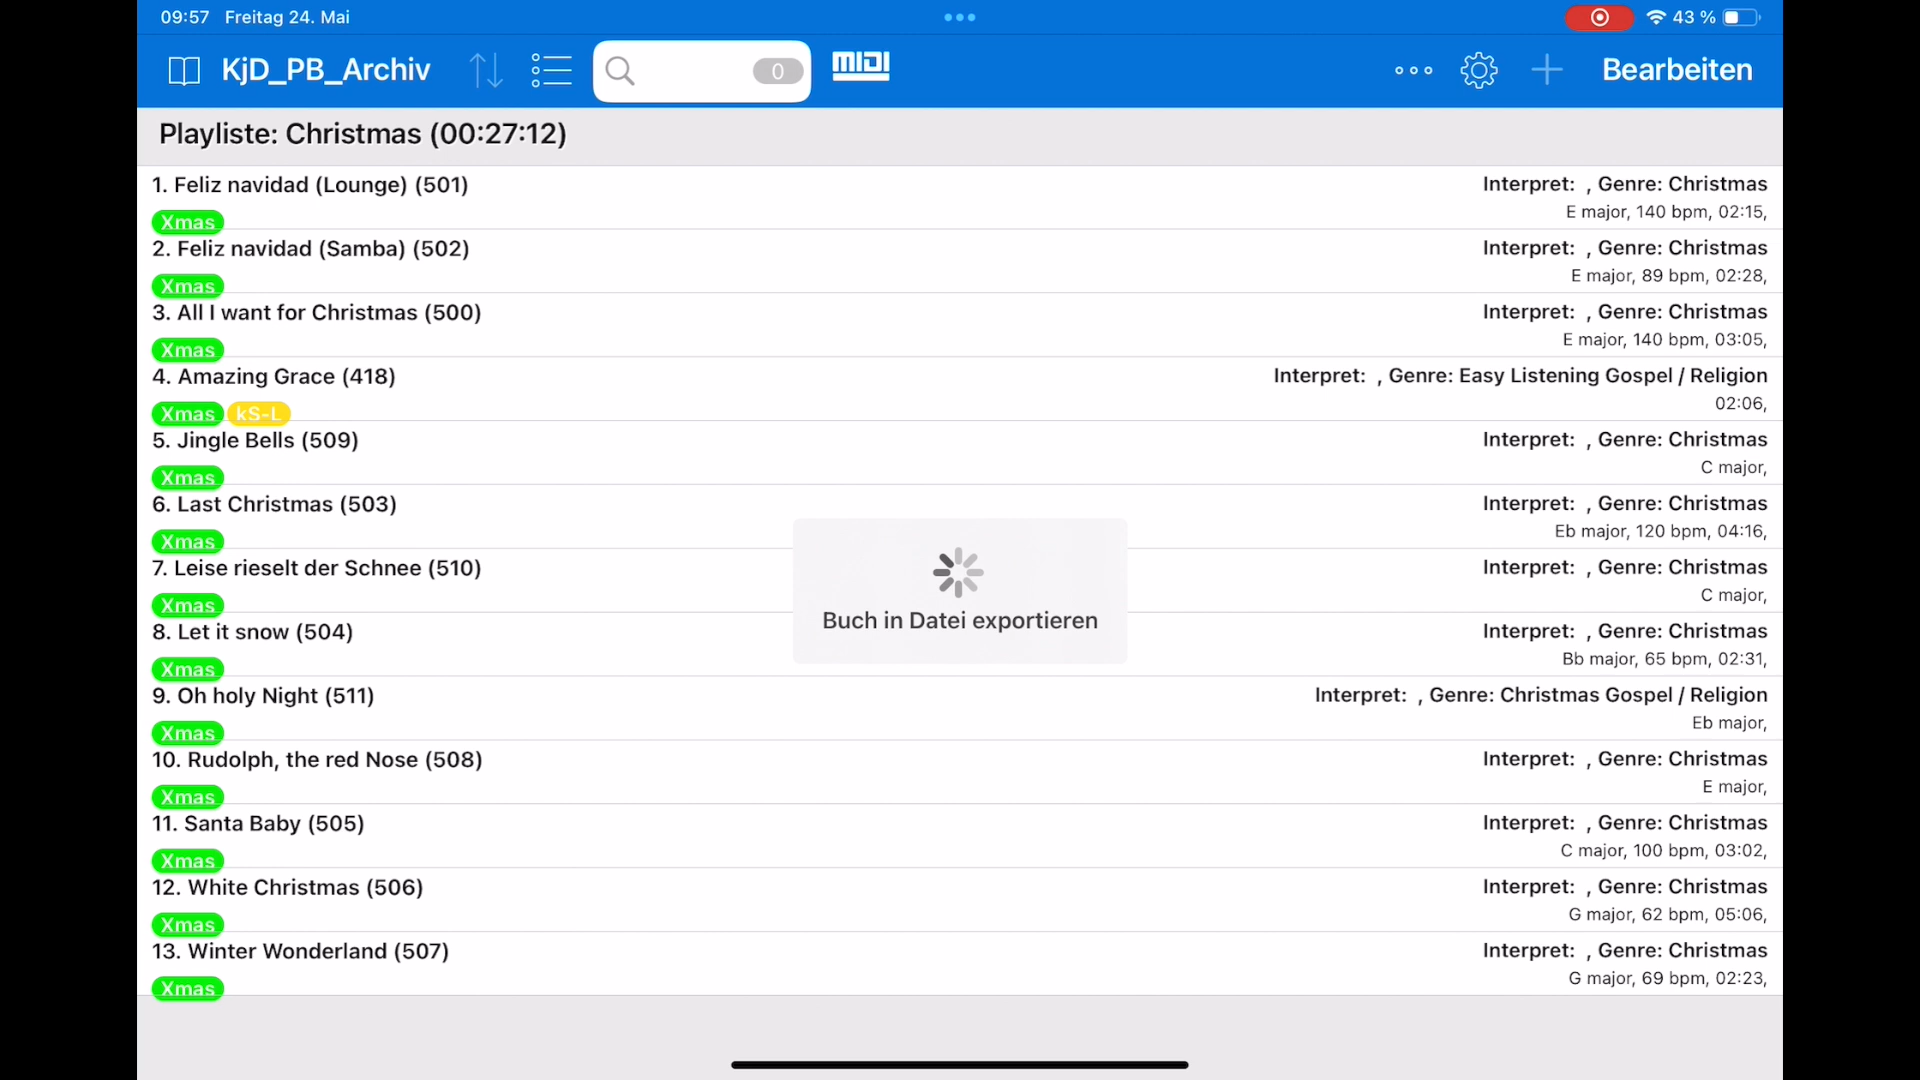 09:57 Freitag 24. Mai
43 %
KjD_PB_Archiv
0
MIDI
Bearbeiten
Playliste: Christmas (00:27:12)
1. Feliz navidad (Lounge) (501)
Interpret: , Genre: Christmas
E major, 140 bpm, 02:15,
Xmas
2. Feliz navidad (Samba) (502)
Interpret: , Genre: Christmas
E major, 89 bpm, 02:28,
Xmas
3. All I want for Christmas (500)
Interpret: , Genre: Christmas
E major, 140 bpm, 03:05,
Xmas
4. Amazing Grace (418)
Interpret: , Genre: Easy Listening Gospel / Religion
02:06,
Xmas kS-L
5. Jingle Bells (509)
Interpret: , Genre: Christmas
C major,
Xmas
6. Last Christmas (503)
Interpret: , Genre: Christmas
Eb major, 120 bpm, 04:16,
Xmas
7. Leise rieselt der Schnee (510)
Interpret: , Genre: Christmas
C major,
Xmas
Buch in Datei exportieren
8. Let it snow (504)
Interpret: , Genre: Christmas
Bb major, 65 bpm, 02:31,
Xmas
9. Oh holy Night (511)
Interpret: , Genre: Christmas Gospel / Religion
Eb major,
Xmas
10. Rudolph, the red Nose (508)
Interpret: , Genre: Christmas
E major,
Xmas
11. Santa Baby (505)
Interpret: , Genre: Christmas
C major, 100 bpm, 03:02,
Xmas
12. White Christmas (506)
Interpret: , Genre: Christmas
G major, 62 bpm, 05:06,
Xmas
13. Winter Wonderland (507)
Interpret: , Genre: Christmas
G major, 69 bpm, 02:23,
Xmas